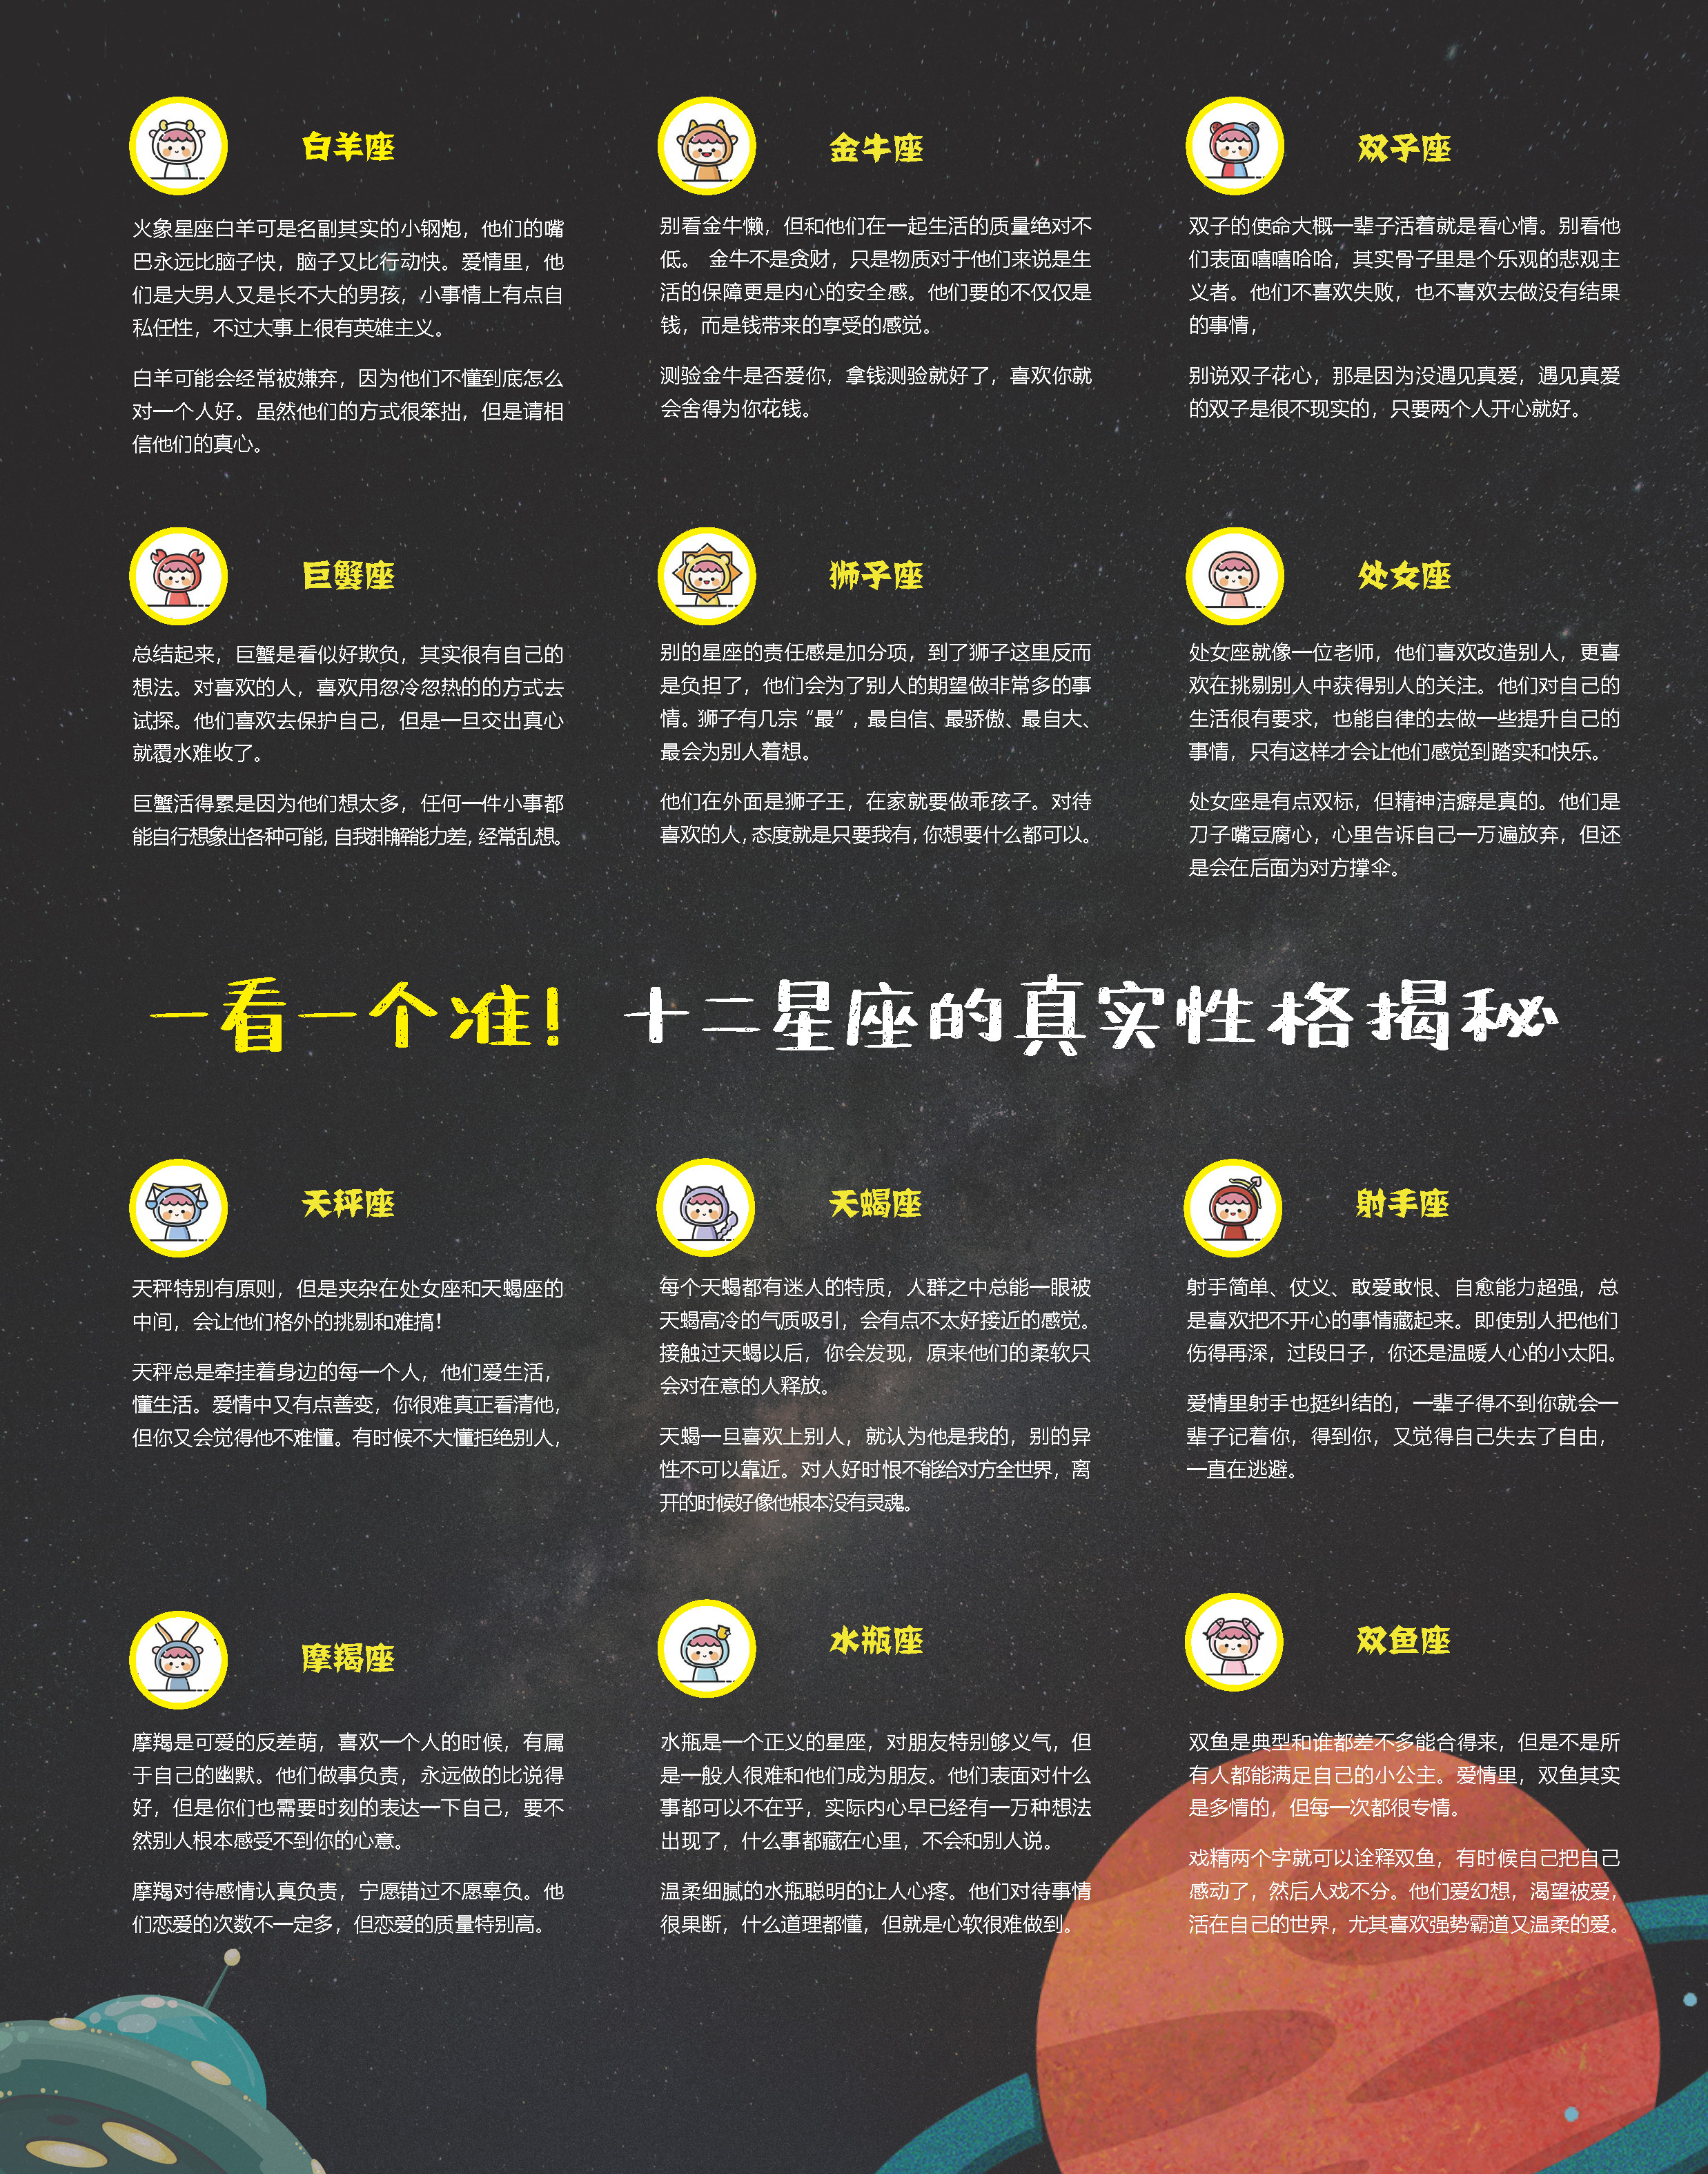 白羊座
火象星座白羊可是名副其实的小钢炮，他们的嘴
巴永远比脑子快，脑子又比行动快。爱情里，他
们是大男人又是长不大的男孩，小事情上有点自
私任性，不过大事上很有英雄主义。
白羊可能会经常被嫌弃，因为他们不懂到底怎么
对一个人好。虽然他们的方式很笨拙，但是请相
信他们的真心。
金牛座
别看金牛懒，但和他们在一起生活的质量绝对不
低。 金牛不是贪财，只是物质对于他们来说是生
活的保障更是内心的安全感。他们要的不仅仅是
钱，而是钱带来的享受的感觉。
测验金牛是否爱你，拿钱测验就好了，喜欢你就
会舍得为你花钱。
双子座
双子的使命大概一辈子活着就是看心情。别看他
们表面嘻嘻哈哈，其实骨子里是个乐观的悲观主
义者。他们不喜欢失败，也不喜欢去做没有结果
的事情，
别说双子花心，那是因为没遇见真爱，遇见真爱
的双子是很不现实的，只要两个人开心就好。
巨蟹座
总结起来，巨蟹是看似好欺负，其实很有自己的
想法。对喜欢的人，喜欢用忽冷忽热的的方式去
试探。他们喜欢去保护自己，但是一旦交出真心
就覆水难收了。
巨蟹活得累是因为他们想太多，任何一件小事都
能自行想象出各种可能，自我排解能力差，经常乱想。
狮子座
别的星座的责任感是加分项，到了狮子这里反而
是负担了，他们会为了别人的期望做非常多的事
情。狮子有几宗“最”，最自信、最骄傲、最自大、
最会为别人着想。
他们在外面是狮子王，在家就要做乖孩子。对待
喜欢的人，态度就是只要我有，你想要什么都可以。
处女座
处女座就像一位老师，他们喜欢改造别人，更喜
欢在挑剔别人中获得别人的关注。他们对自己的
生活很有要求，也能自律的去做一些提升自己的
事情，只有这样才会让他们感觉到踏实和快乐。
处女座是有点双标，但精神洁癖是真的。他们是
刀子嘴豆腐心，心里告诉自己一万遍放弃，但还
是会在后面为对方撑伞。
一看一个准！ 十二星座的真实性格揭秘
天秤座
天秤特别有原则，但是夹杂在处女座和天蝎座的
中间，会让他们格外的挑剔和难搞！
天秤总是牵挂着身边的每一个人，他们爱生活，
懂生活。爱情中又有点善变，你很难真正看清他，
但你又会觉得他不难懂。有时候不大懂拒绝别人，
天蝎座
每个天蝎都有迷人的特质，人群之中总能一眼被
天蝎高冷的气质吸引，会有点不太好接近的感觉。
接触过天蝎以后，你会发现，原来他们的柔软只
会对在意的人释放。
天蝎一旦喜欢上别人，就认为他是我的，别的异
性不可以靠近。对人好时恨不能给对方全世界，离
开的时候好像他根本没有灵魂。
射手座
射手简单、仗义、敢爱敢恨、自愈能力超强，总
是喜欢把不开心的事情藏起来。即使别人把他们
伤得再深，过段日子，你还是温暖人心的小太阳。
爱情里射手也挺纠结的，一辈子得不到你就会一
辈子记着你，得到你，又觉得自己失去了自由，
一直在逃避。
摩羯座
摩羯是可爱的反差萌，喜欢一个人的时候，有属
于自己的幽默。他们做事负责，永远做的比说得
好，但是你们也需要时刻的表达一下自己，要不
然别人根本感受不到你的心意。
摩羯对待感情认真负责，宁愿错过不愿辜负。他
们恋爱的次数不一定多，但恋爱的质量特别高。
水瓶座
水瓶是一个正义的星座，对朋友特别够义气，但
是一般人很难和他们成为朋友。他们表面对什么
事都可以不在乎，实际内心早已经有一万种想法
出现了，什么事都藏在心里，不会和别人说。
温柔细腻的水瓶聪明的让人心疼。他们对待事情
很果断，什么道理都懂，但就是心软很难做到。
双鱼座
双鱼是典型和谁都差不多能合得来，但是不是所
有人都能满足自己的小公主。爱情里，双鱼其实
是多情的，但每一次都很专情。
戏精两个字就可以诠释双鱼，有时候自己把自己
感动了，然后人戏不分。他们爱幻想，渴望被爱，
活在自己的世界，尤其喜欢强势霸道又温柔的爱。